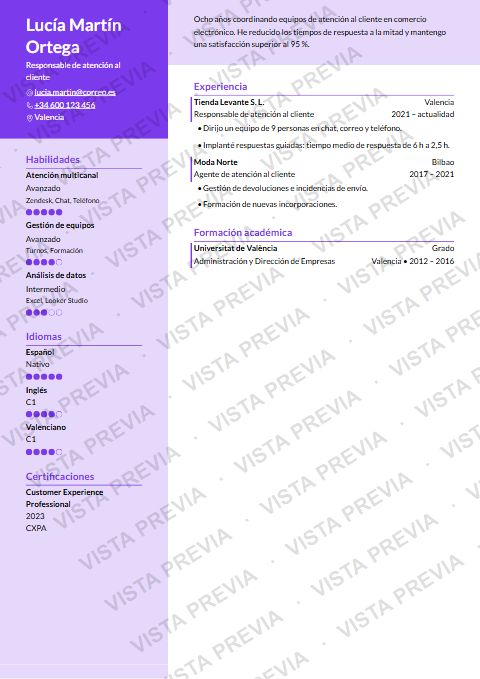 Lucía Martín
Ortega
Responsable de atención al
cliente
lucia.martin@correo.es
+34 600 123 456
Valencia
Habilidades
Atención multicanal
Avanzado
Zendesk, Chat, Teléfono
Gestión de equipos
Avanzado
Turnos, Formación
Análisis de datos
Intermedio
Excel, Looker Studio
Idiomas
Español
Nativo
Inglés
C1
Valenciano
C1
Certificaciones
Customer Experience
Professional
2023
CXPA
Ocho años coordinando equipos de atención al cliente en comercio
electrónico. He reducido los tiempos de respuesta a la mitad y mantengo
una satisfacción superior al 95 %.
Experiencia
Tienda Levante S. L. Valencia
Responsable de atención al cliente 2021 – actualidad
• Dirijo un equipo de 9 personas en chat, correo y teléfono.
• Implanté respuestas guiadas: tiempo medio de respuesta de 6 h a 2,5 h.
Moda Norte Bilbao
Agente de atención al cliente 2017 – 2021
• Gestión de devoluciones e incidencias de envío.
• Formación de nuevas incorporaciones.
Formación académica
Universitat de València Grado
Administración y Dirección de Empresas Valencia • 2012 – 2016
VISTA PREVIA